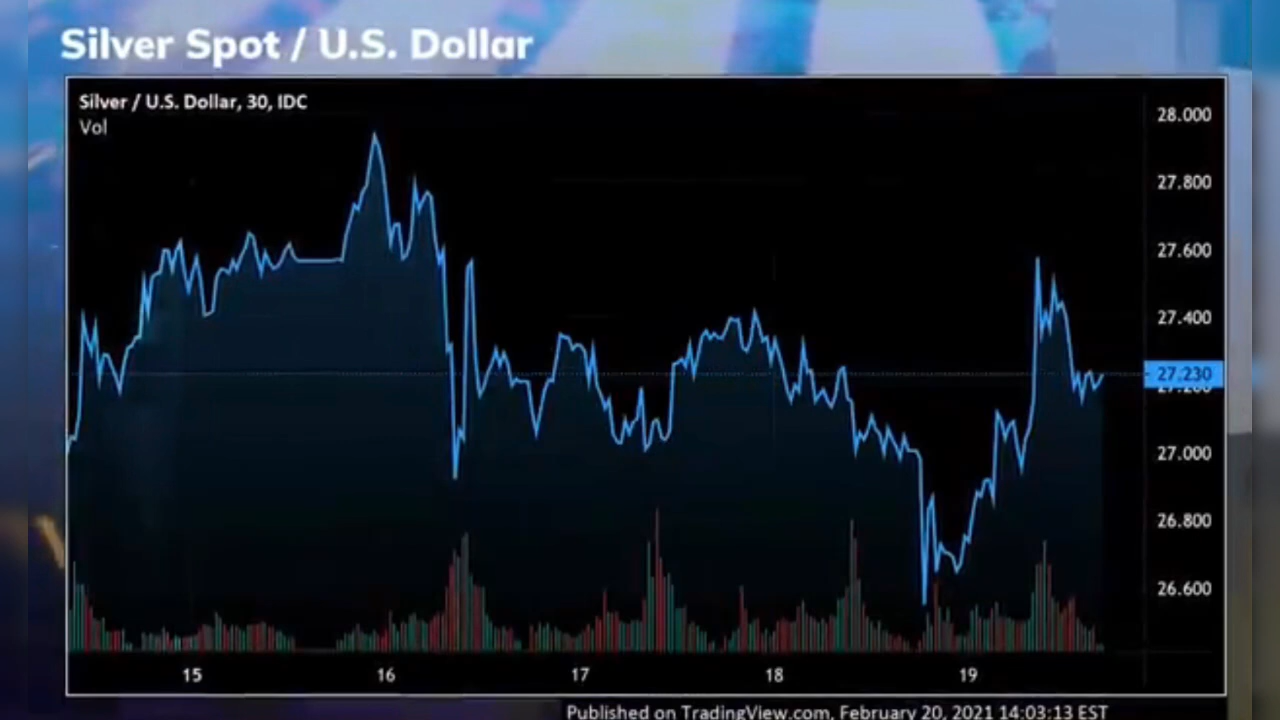 Silver Spot / U.S. Dollar
Silver / U.S. Dollar, 30, IDC
Vol
28.000
27.800
27.600
27.400
27.230
27.200
27.000
26.800
26.600
15 16 17 18 19
Published on TradingView.com, February 20, 2021 14:03:13 EST